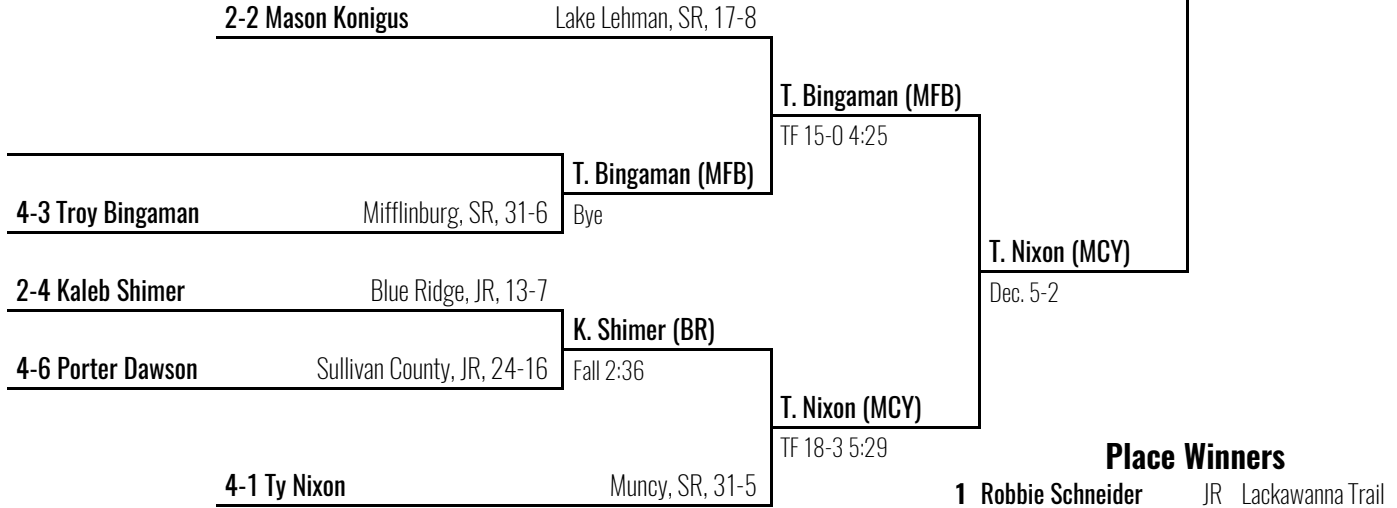 2-2 Mason Konigus Lake Lehman, SR, 17-8
T. Bingaman (MFB)
TF 15-0 4:25
T. Bingaman (MFB)
4-3 Troy Bingaman Mifflinburg, SR, 31-6
Bye
T. Nixon (MCY)
2-4 Kaleb Shimer Blue Ridge, JR, 13-7
Dec. 5-2
K. Shimer (BR)
4-6 Porter Dawson Sullivan County, JR, 24-16
Fall 2:36
T. Nixon (MCY)
TF 18-3 5:29
Place Winners
4-1 Ty Nixon Muncy, SR, 31-5
1 Robbie Schneider JR Lackawanna Trail